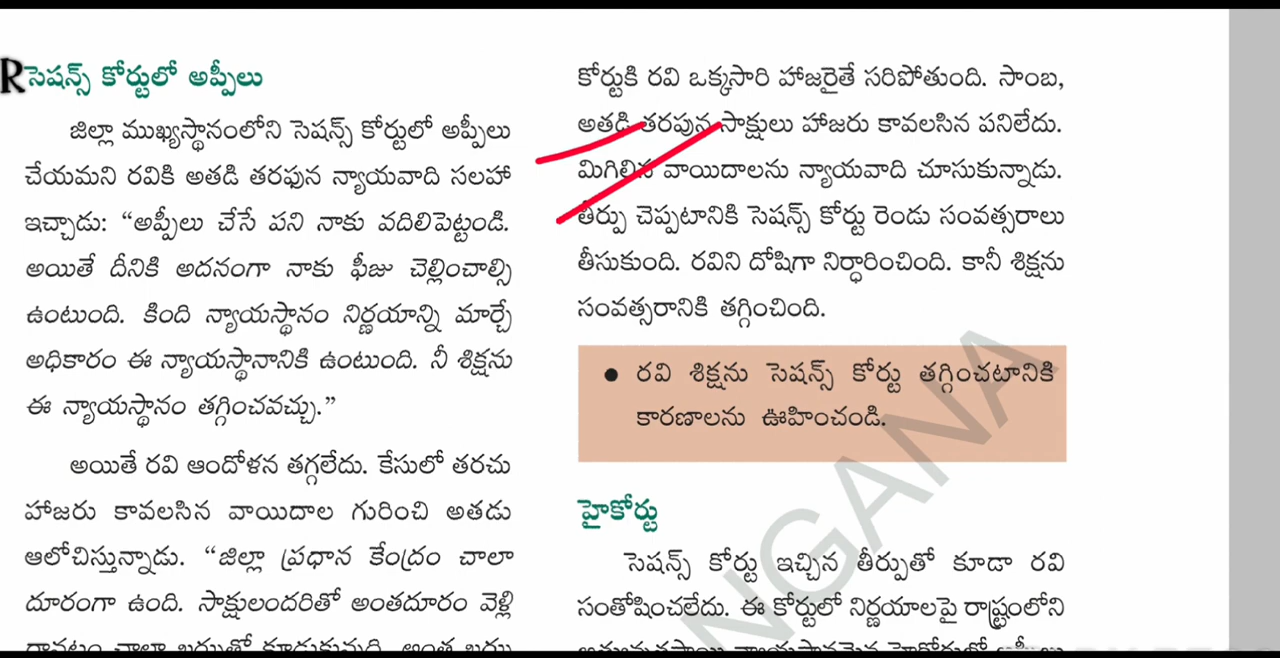 R సెషన్స్ కోర్టులో అప్పీలు
జిల్లా ముఖ్యస్థానంలోని సెషన్స్ కోర్టులో అప్పీలు
చేయమని రవికి అతడి తరఫున న్యాయవాది సలహా
ఇచ్చాడు: “అప్పీలు చేసే పని నాకు వదిలిపెట్టండి.
అయితే దీనికి అదనంగా నాకు ఫీజు చెల్లించాల్సి
ఉంటుంది. కింది న్యాయస్థానం నిర్ణయాన్ని మార్చే
అధికారం ఈ న్యాయస్థానానికి ఉంటుంది. నీ శిక్షను
ఈ న్యాయస్థానం తగ్గించవచ్చు.”
అయితే రవి ఆందోళన తగ్గలేదు. కేసులో తరచు
హాజరు కావలసిన వాయిదాల గురించి అతడు
ఆలోచిస్తున్నాడు. “జిల్లా ప్రధాన కేంద్రం చాలా
దూరంగా ఉంది. సాక్షులందరితో అంతదూరం వెళ్లి
కోర్టుకి రవి ఒక్కసారి హాజరైతే సరిపోతుంది. సాంబ,
అతడి తరపున సాక్షులు హాజరు కావలసిన పనిలేదు.
మిగిలిన వాయిదాలను న్యాయవాది చూసుకున్నాడు.
తీర్పు చెప్పటానికి సెషన్స్ కోర్టు రెండు సంవత్సరాలు
తీసుకుంది. రవిని దోషిగా నిర్ధారించింది. కానీ శిక్షను
సంవత్సరానికి తగ్గించింది.
● రవి శిక్షను సెషన్స్ కోర్టు తగ్గించటానికి
కారణాలను ఊహించండి.
హైకోర్టు
సెషన్స్ కోర్టు ఇచ్చిన తీర్పుతో కూడా రవి
సంతోషించలేదు. ఈ కోర్టులో నిర్ణయాలపై రాష్ట్రంలోని
NGANA